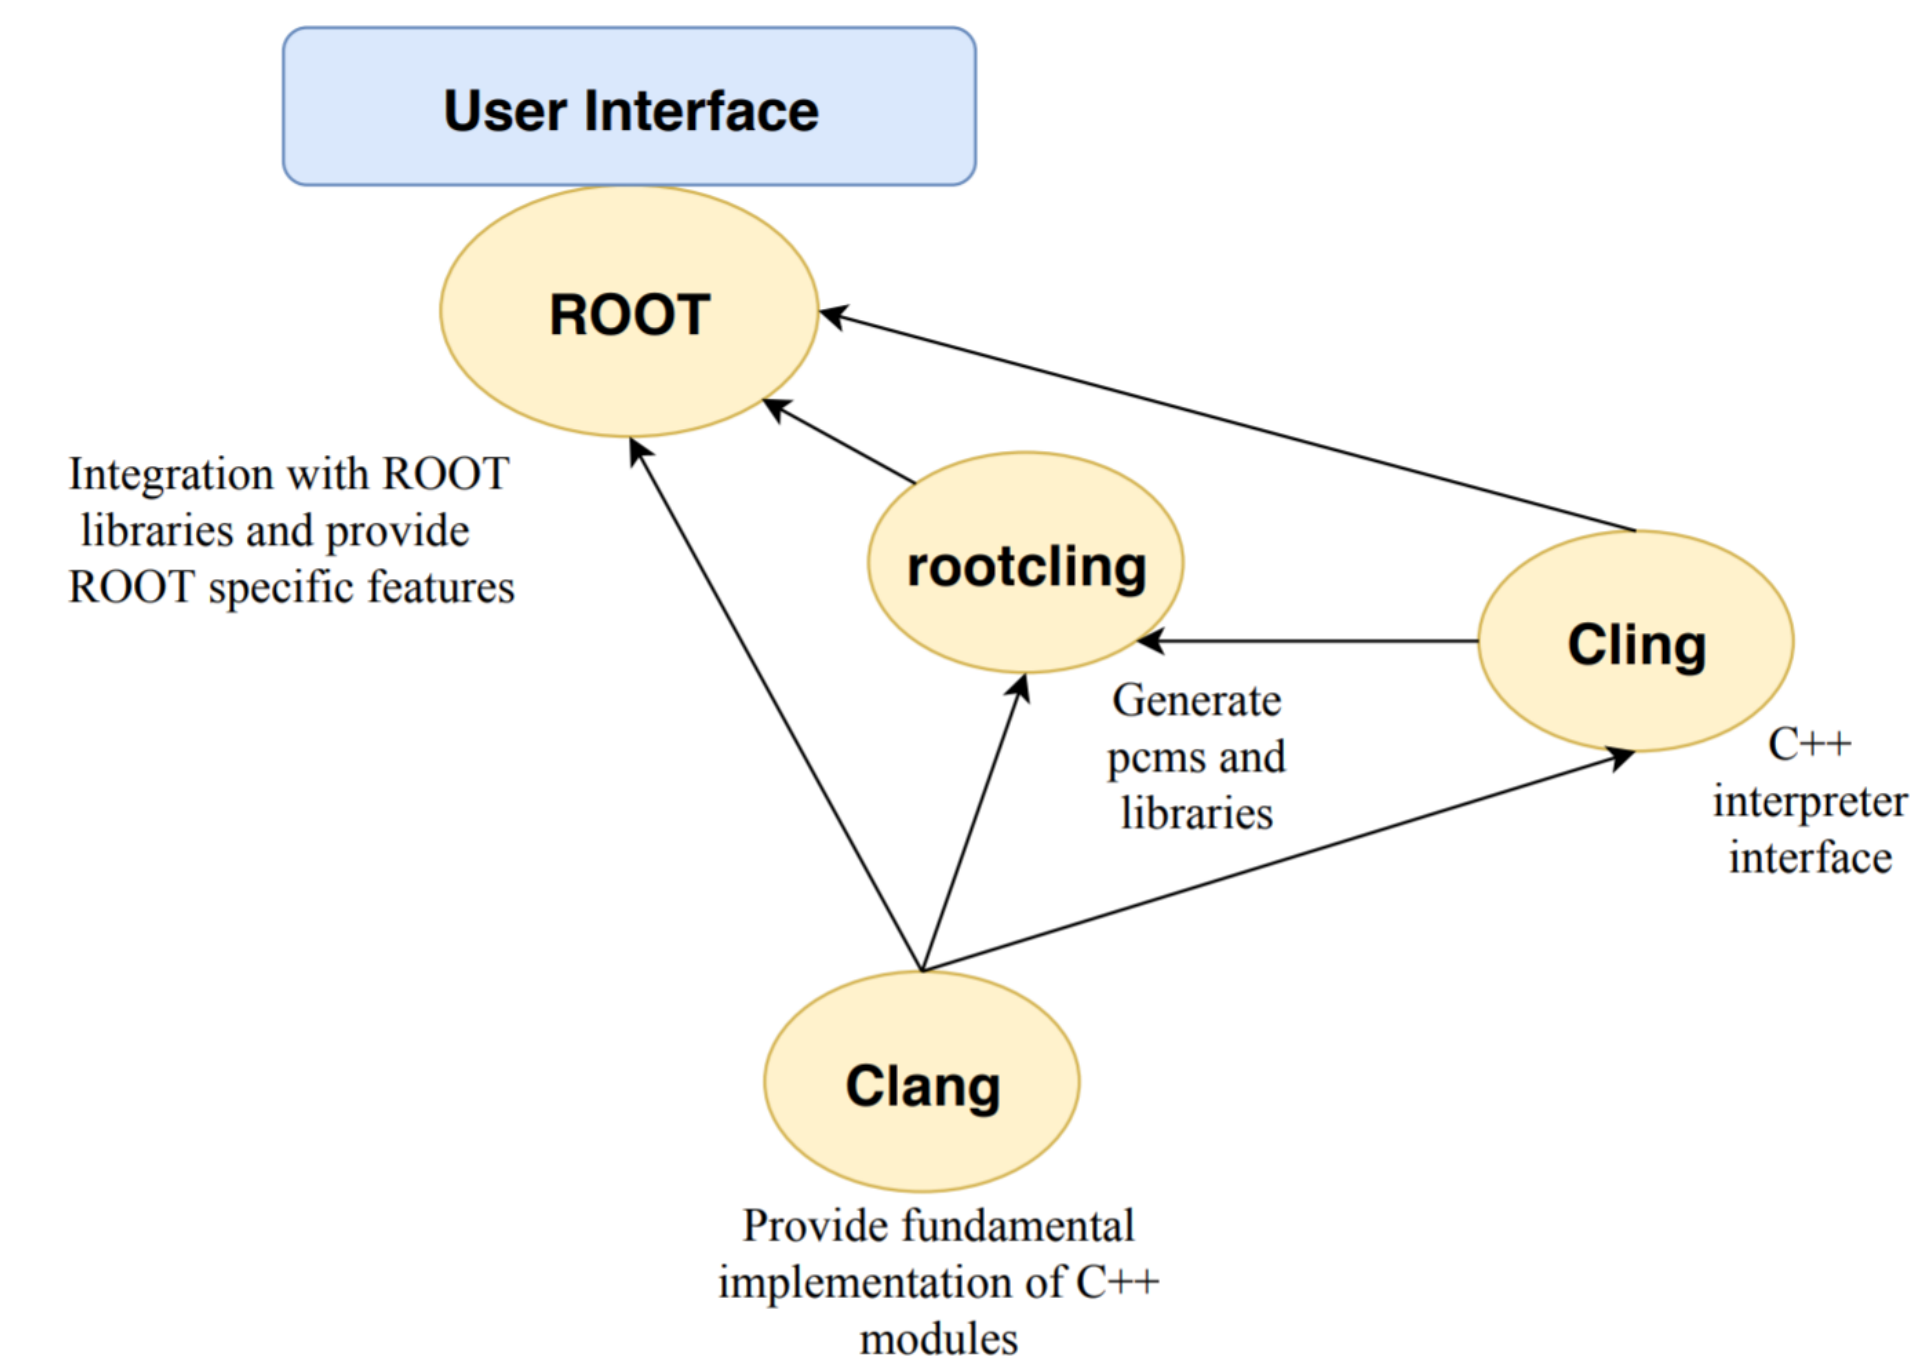 User Interface
ROOT
Integration with ROOT
libraries and provide
ROOT specific features
rootcling
Cling
Generate
pcms and
libraries
C++
interpreter
interface
Clang
Provide fundamental
implementation of C++
modules